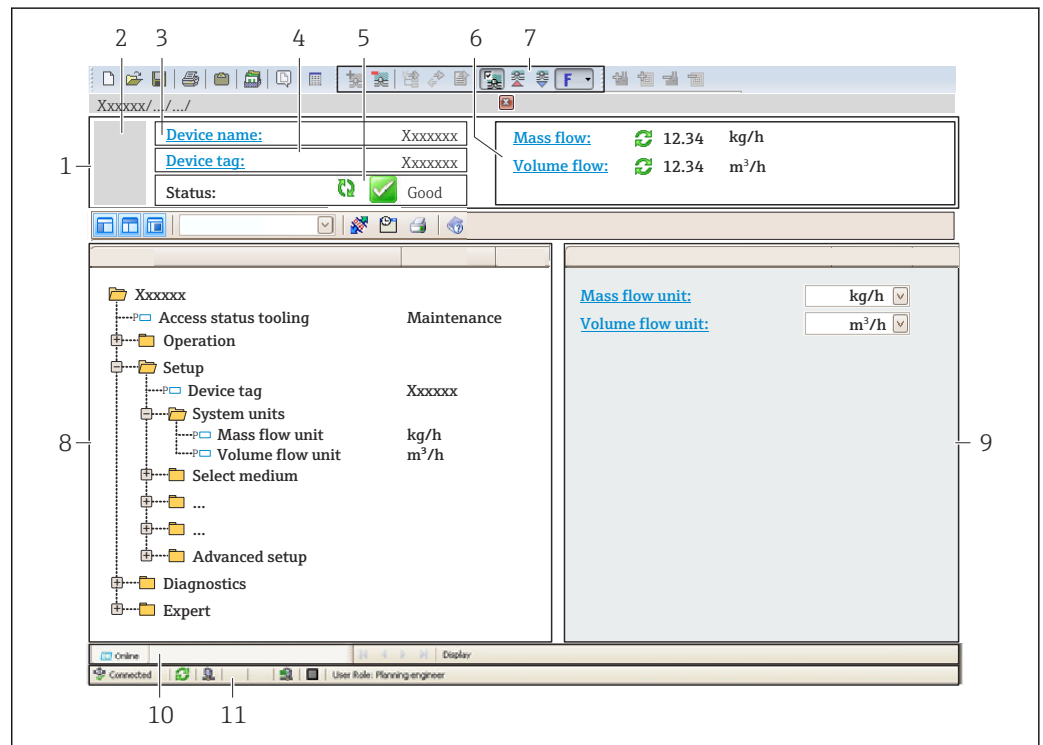 2 3 4 5 6 7
F
Xxxxxx/.../.../
Device name: Xxxxxxx
Mass flow: 12.34 kg/h
1
Device tag: Xxxxxxx
Volume flow: 12.34 m³/h
Status: Good
Xxxxxx
Mass flow unit: kg/h
P Access status tooling Maintenance
Volume flow unit: m³/h
Operation
Setup
P Device tag Xxxxxx
System units
P Mass flow unit kg/h
8
9
P Volume flow unit m³/h
Select medium
...
...
Advanced setup
Diagnostics
Expert
Online
Display
Connected
User Role: Planning engineer
10 11